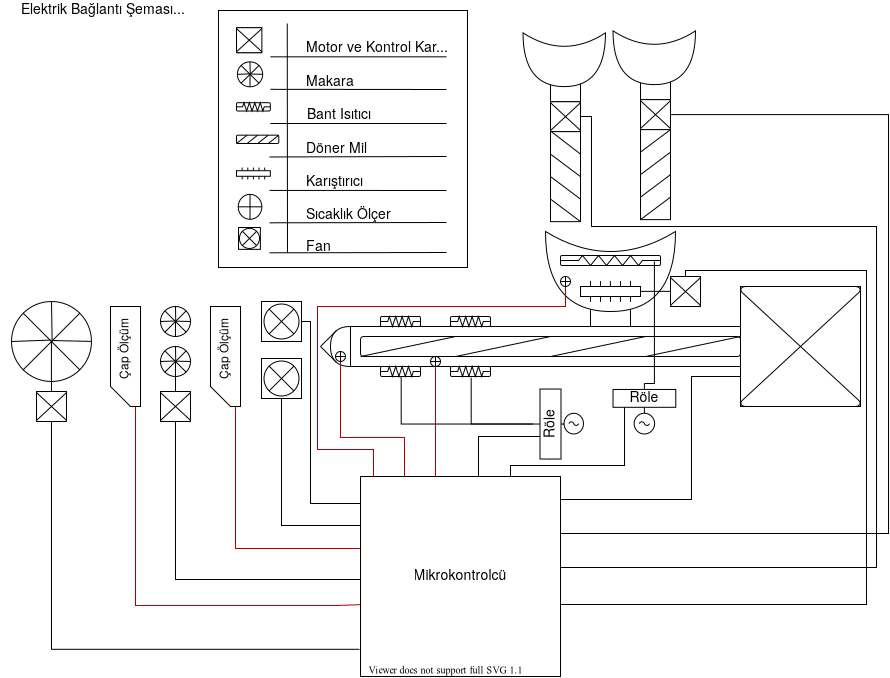 Elektrik Bağlantı Şeması...
Motor ve Kontrol Kar...
Makara
Bant Isıtıcı
Döner Mil
Karıştırıcı
Sıcaklık Ölçer
Fan
Çap Ölçüm
Çap Ölçüm
Röle
Röle
Mikrokontrolcü
Viewer does not support full SVG 1.1